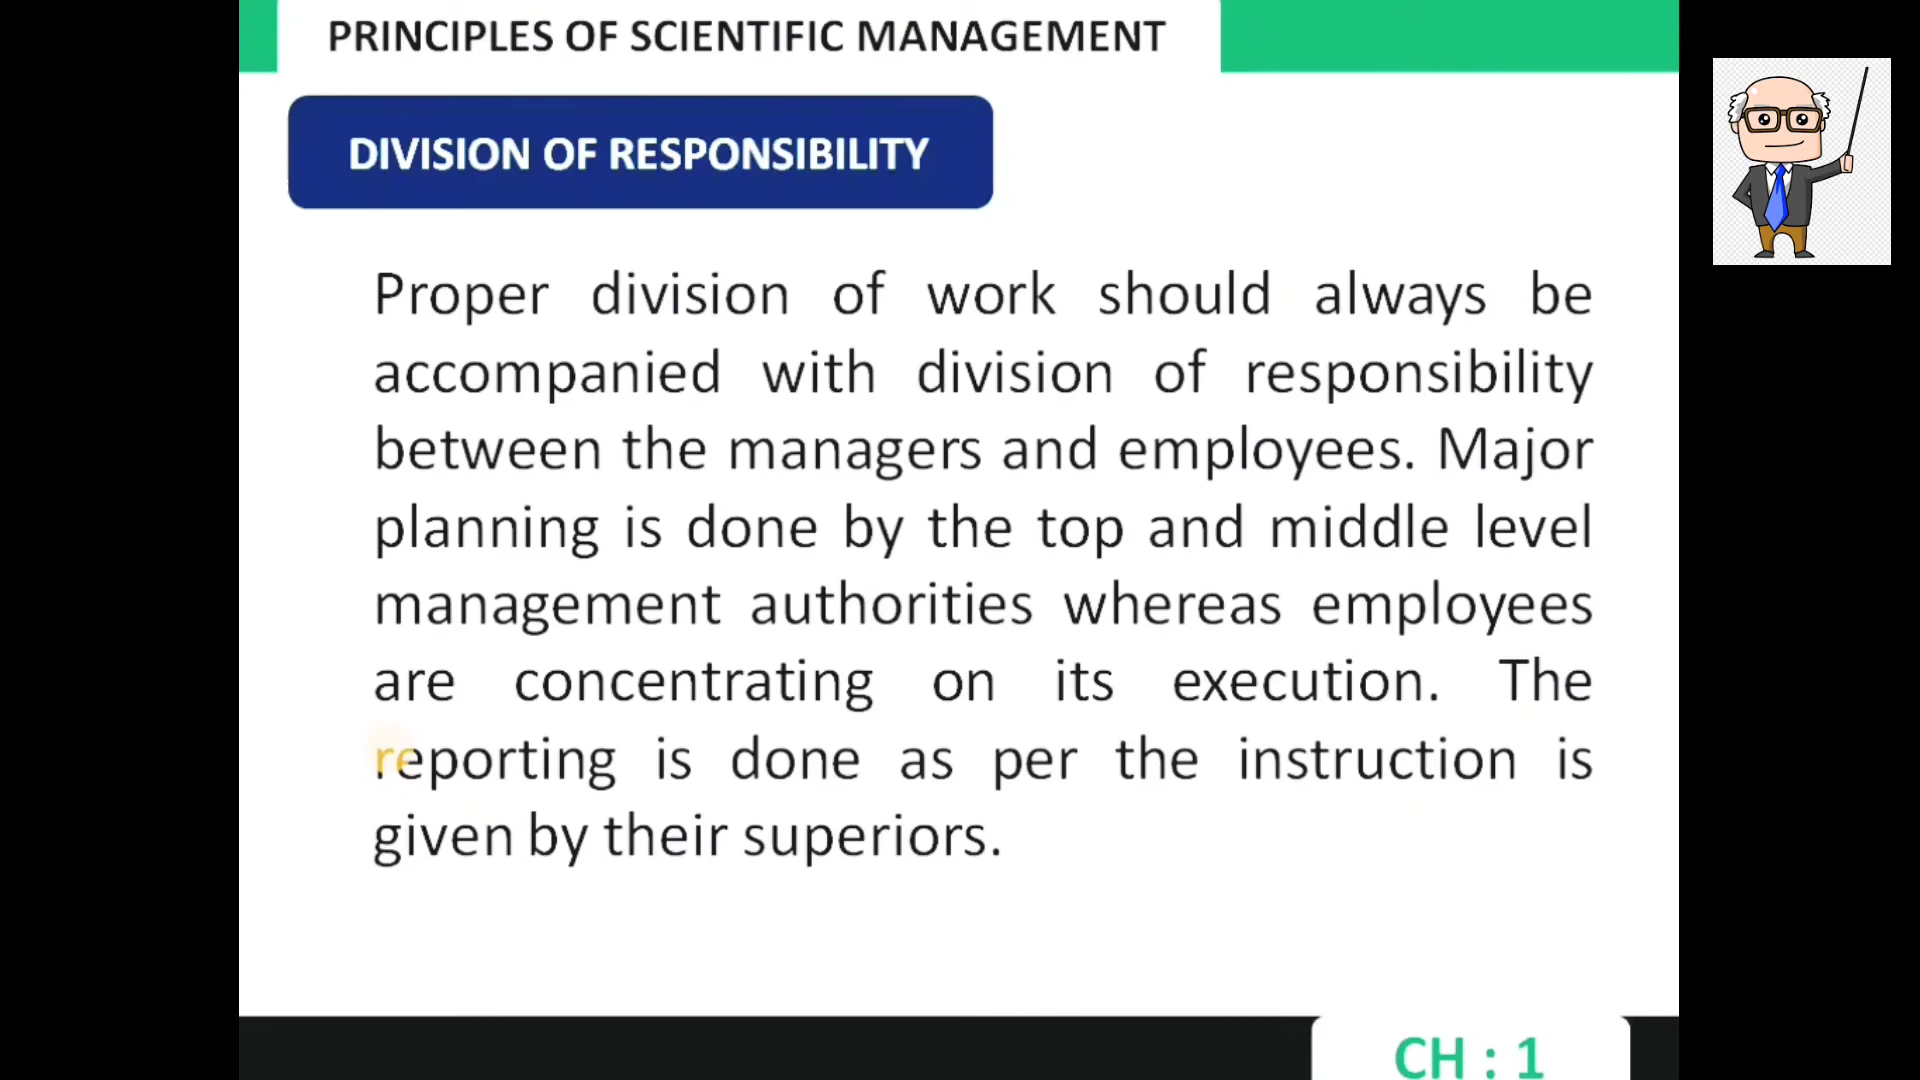 PRINCIPLES OF SCIENTIFIC MANAGEMENT
DIVISION OF RESPONSIBILITY
Proper division of work should always be
accompanied with division of responsibility
between the managers and employees. Major
planning is done by the top and middle level
management authorities whereas employees
are concentrating on its execution. The
reporting is done as per the instruction is
given by their superiors.
CH : 1